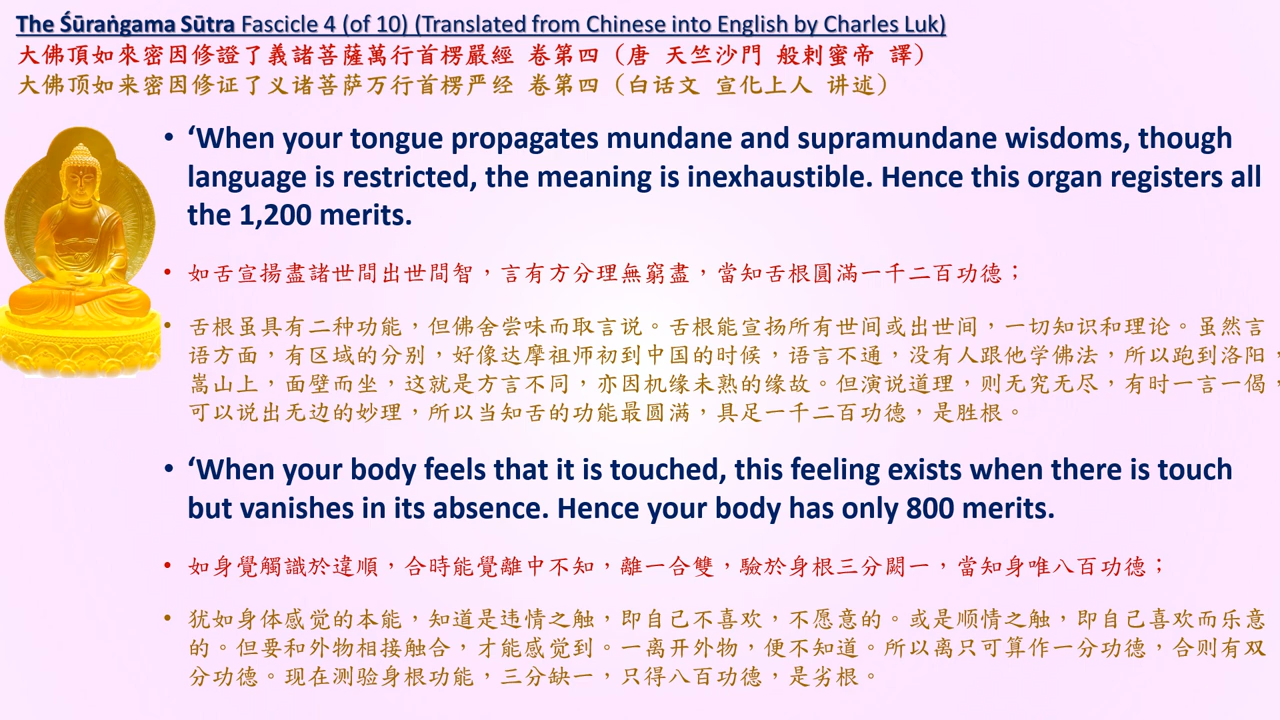 The Śūraṅgama Sūtra Fascicle 4 (of 10) (Translated from Chinese into English by Charles Luk)
大佛頂如來密因修證了義諸菩薩萬行首楞嚴經 卷第四（唐 天竺沙門 般剌蜜帝 譯）
大佛顶如来密因修证了义诸菩萨万行首楞严经 卷第四（白话文 宣化上人 讲述）
• ‘When your tongue propagates mundane and supramundane wisdoms, though
language is restricted, the meaning is inexhaustible. Hence this organ registers all
the 1,200 merits.
• 如舌宣揚盡諸世間出世間智，言有方分理無窮盡，當知舌根圓滿一千二百功德；
• 舌根虽具有二种功能，但佛舍尝味而取言说。舌根能宣扬所有世间或出世间，一切知识和理论。虽然言
语方面，有区域的分别，好像达摩祖师初到中国的时候，语言不通，没有人跟他学佛法，所以跑到洛阳，
嵩山上，面壁而坐，这就是方言不同，亦因机缘未熟的缘故。但演说道理，则无究无尽，有时一言一偈，
可以说出无边的妙理，所以当知舌的功能最圆满，具足一千二百功德，是胜根。
• ‘When your body feels that it is touched, this feeling exists when there is touch
but vanishes in its absence. Hence your body has only 800 merits.
• 如身覺觸識於違順，合時能覺離中不知，離一合雙，驗於身根三分闕一，當知身唯八百功德；
• 犹如身体感觉的本能，知道是违情之触，即自己不喜欢，不愿意的。或是顺情之触，即自己喜欢而乐意
的。但要和外物相接触合，才能感觉到。一离开外物，便不知道。所以离只可算作一分功德，合则有双
分功德。现在测验身根功能，三分缺一，只得八百功德，是劣根。